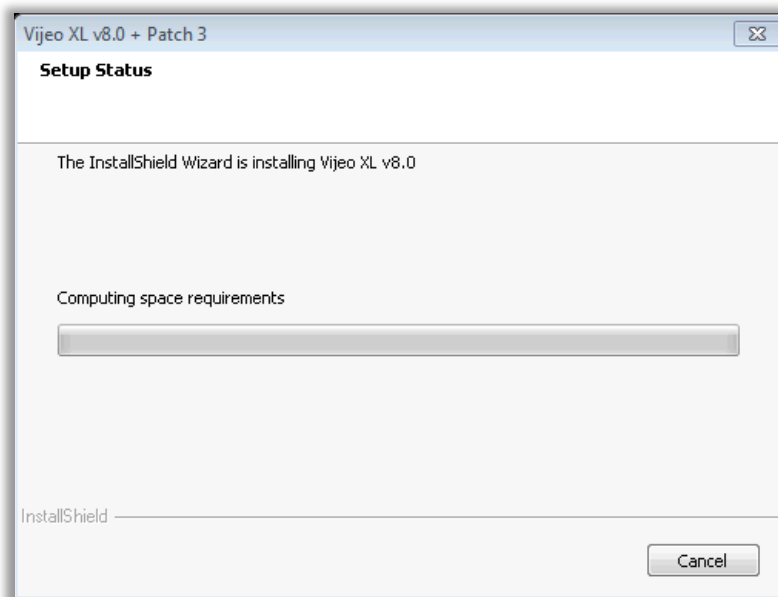 Vijeo XL v8.0 + Patch 3
Setup Status
The InstallShield Wizard is installing Vijeo XL v8.0
Computing space requirements
InstallShield
Cancel